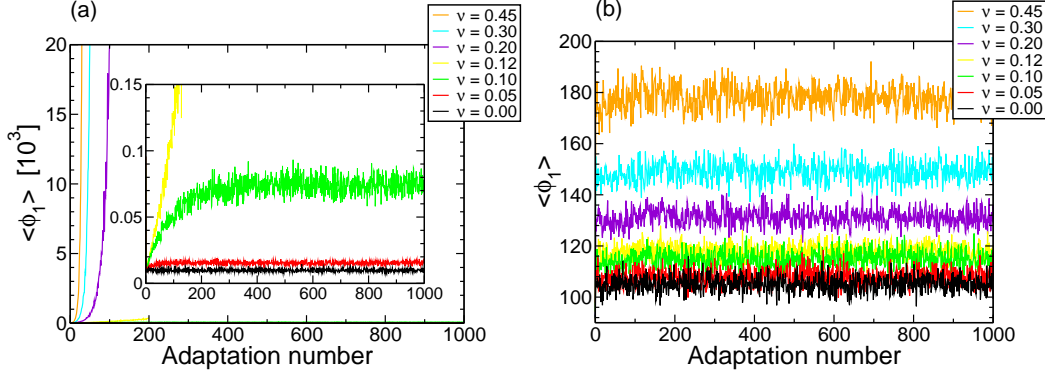 (a)
ν = 0.45
ν = 0.30
ν = 0.20
ν = 0.12
ν = 0.10
ν = 0.05
ν = 0.00
<ϕ1> [10^3]
20
15
10
5
0
0.15
0.1
0.05
0
0 200 400 600 800 1000
0 200 400 600 800 1000
Adaptation number
(b)
ν = 0.45
ν = 0.30
ν = 0.20
ν = 0.12
ν = 0.10
ν = 0.05
ν = 0.00
<ϕ1>
200
180
160
140
120
100
0 200 400 600 800 1000
Adaptation number